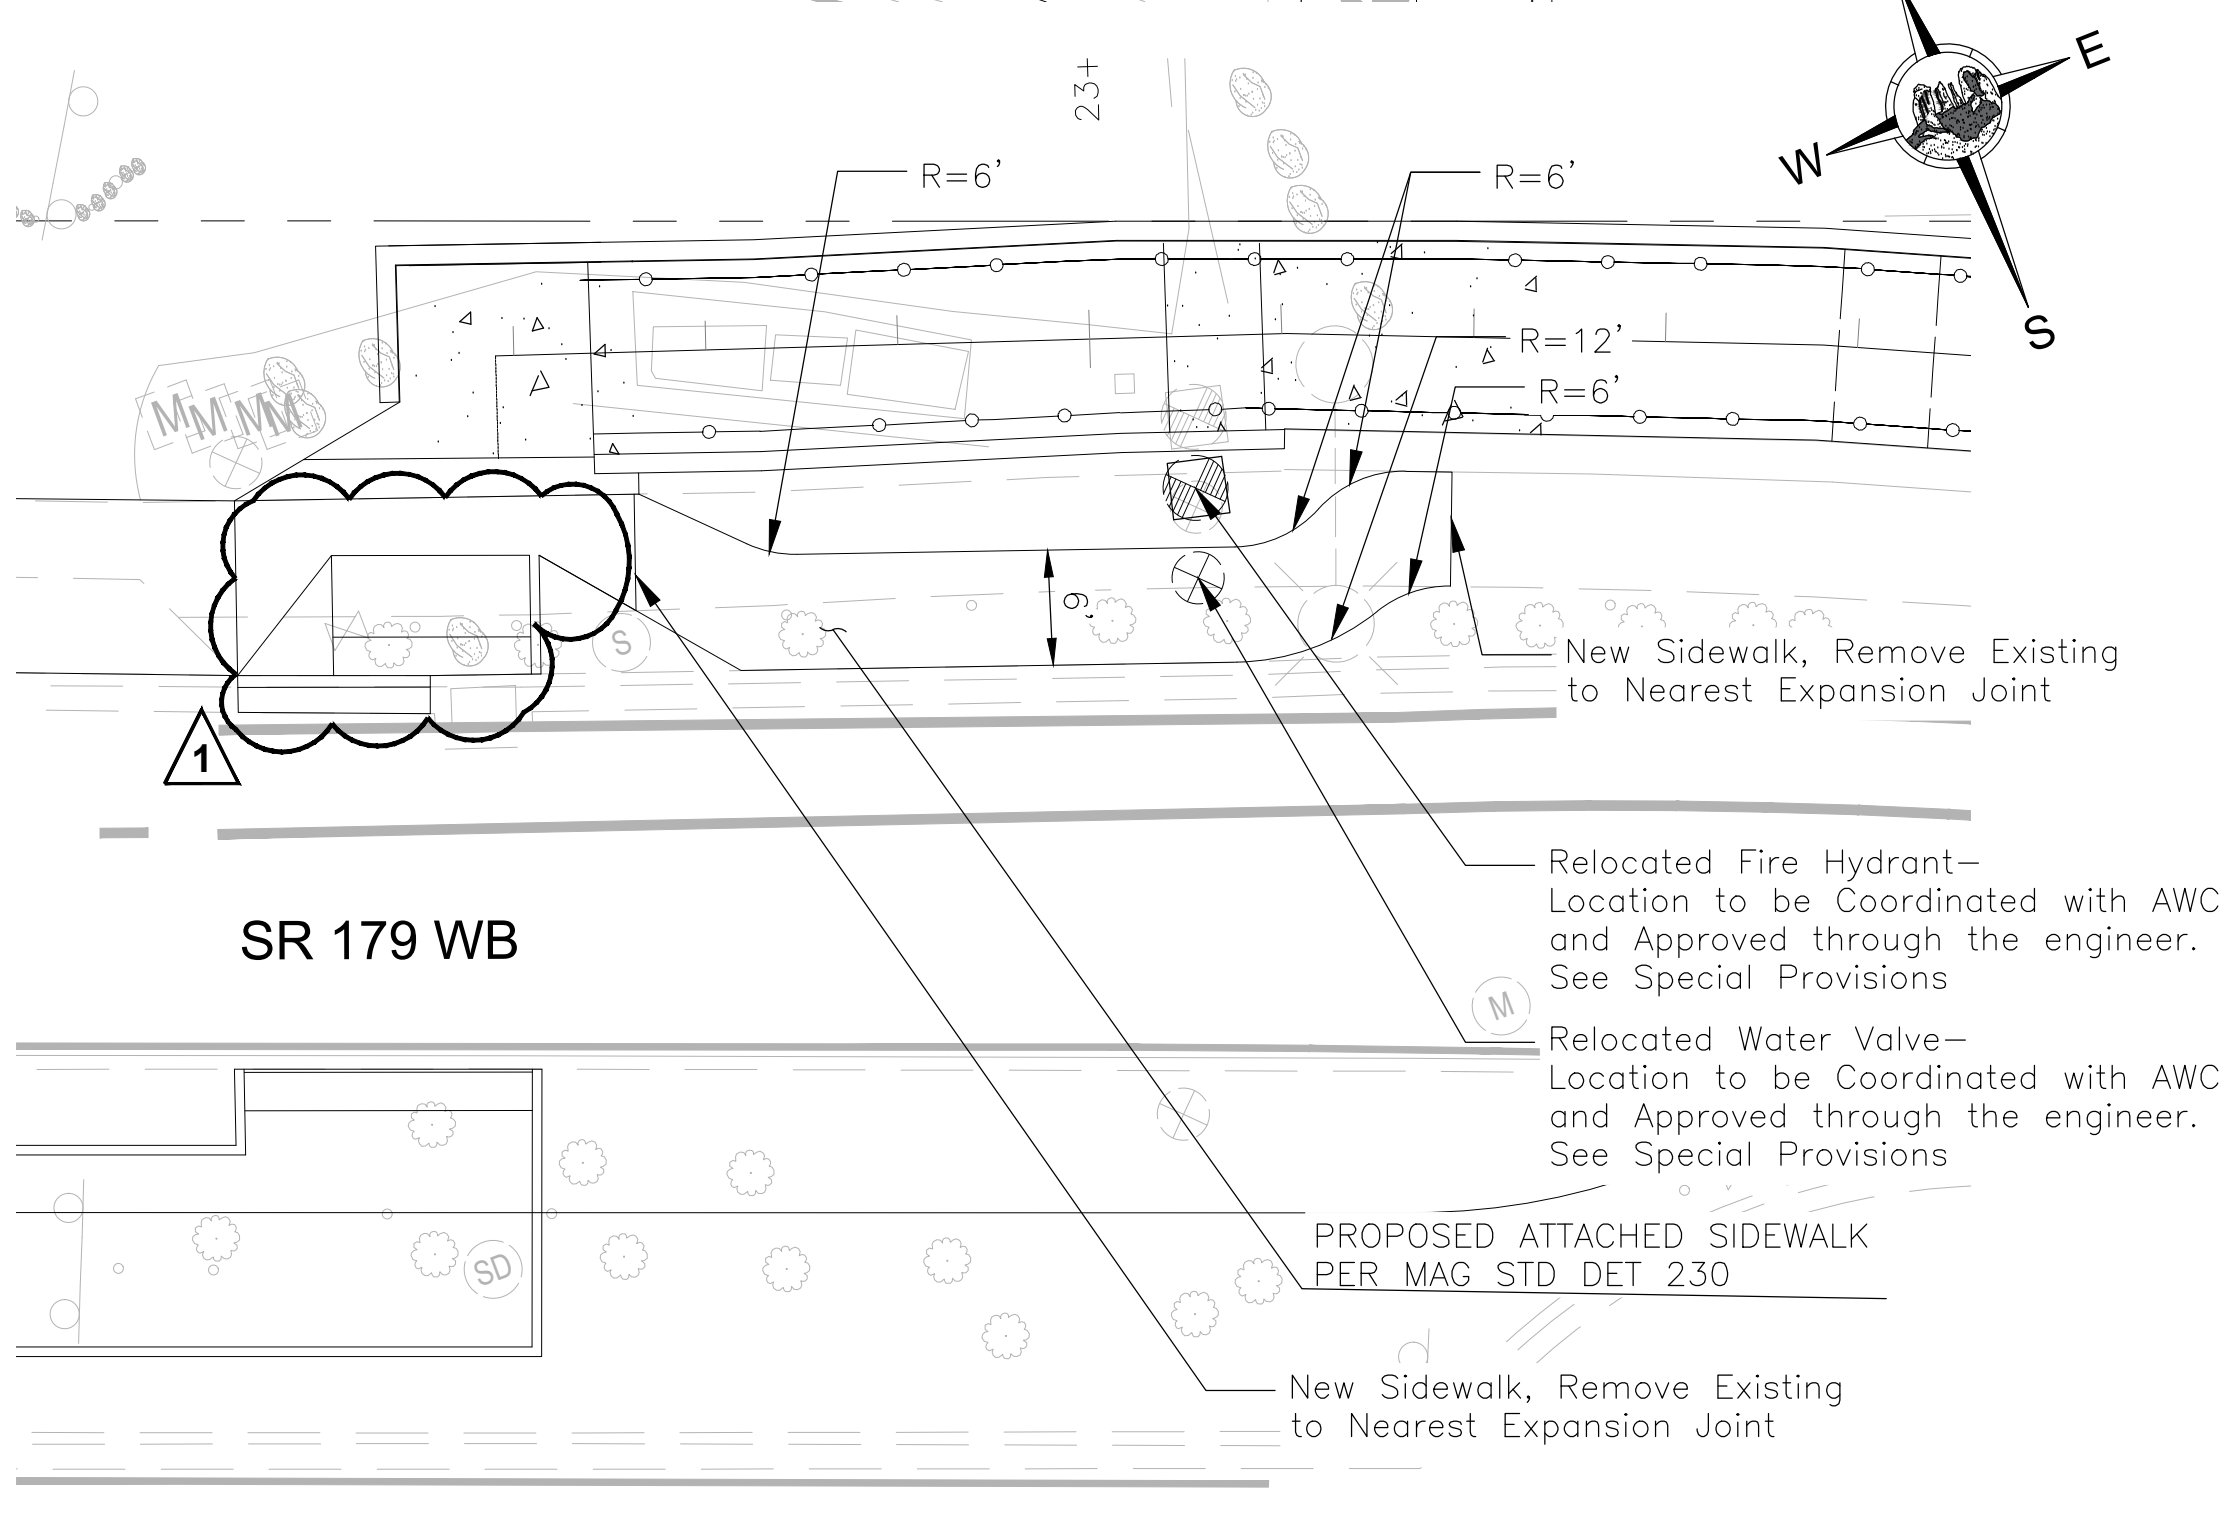 23+
E
W
S
R=6'
R=6'
R=12'
R=6'
M M M M
6'
S
New Sidewalk, Remove Existing
to Nearest Expansion Joint
1
Relocated Fire Hydrant–
Location to be Coordinated with AWC
and Approved through the engineer.
See Special Provisions
SR 179 WB
M
Relocated Water Valve–
Location to be Coordinated with AWC
and Approved through the engineer.
See Special Provisions
PROPOSED ATTACHED SIDEWALK
PER MAG STD DET 230
SD
New Sidewalk, Remove Existing
to Nearest Expansion Joint